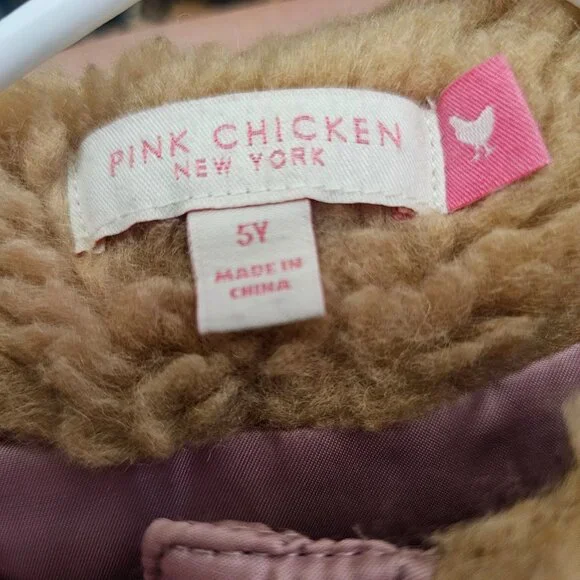 PINK CHICKEN
NEW YORK
5Y
MADE IN
CHINA